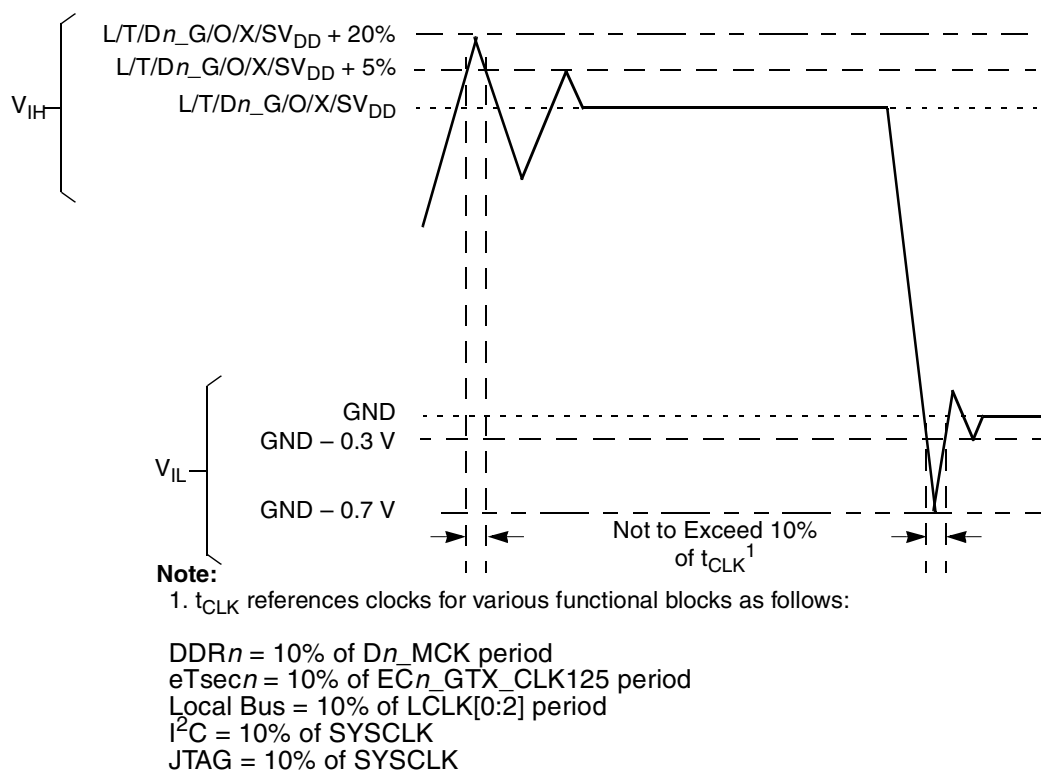 L/T/Dn_G/O/X/SVDD + 20%
L/T/Dn_G/O/X/SVDD + 5%
L/T/Dn_G/O/X/SVDD
VIH
GND
GND – 0.3 V
VIL
GND – 0.7 V
Not to Exceed 10%
of tCLK1
Note:
1. tCLK references clocks for various functional blocks as follows:
DDRn = 10% of Dn_MCK period
eTsecn = 10% of ECn_GTX_CLK125 period
Local Bus = 10% of LCLK[0:2] period
I2C = 10% of SYSCLK
JTAG = 10% of SYSCLK